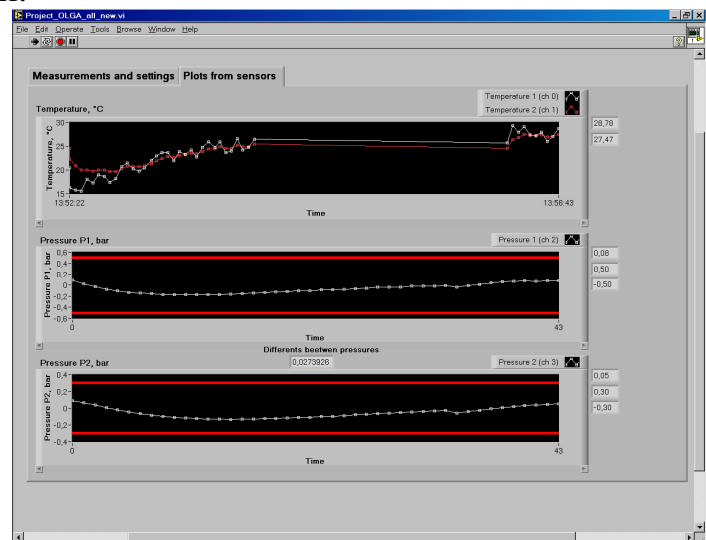 Project_OLGA_all_new.vi
File Edit Operate Tools Browse Window Help
Measurrements and settings Plots from sensors
Temperature 1 (ch 0)
Temperature 2 (ch 1)
Temperature, °C
28,78
27,47
Temperature, °C
30
25
20
15
13:52:22 13:56:43
Time
Pressure P1, bar Pressure 1 (ch 2)
0,08
0,50
-0,50
Pressure P1, bar
0,6
0,4
0,2
0
-0,2
-0,4
-0,6
0 43
Time
Differents beetwen pressures
Pressure P2, bar 0,0273926 Pressure 2 (ch 3)
0,05
0,30
-0,30
Pressure P2, bar
0,4
0,2
0
-0,2
-0,4
0 43
Time